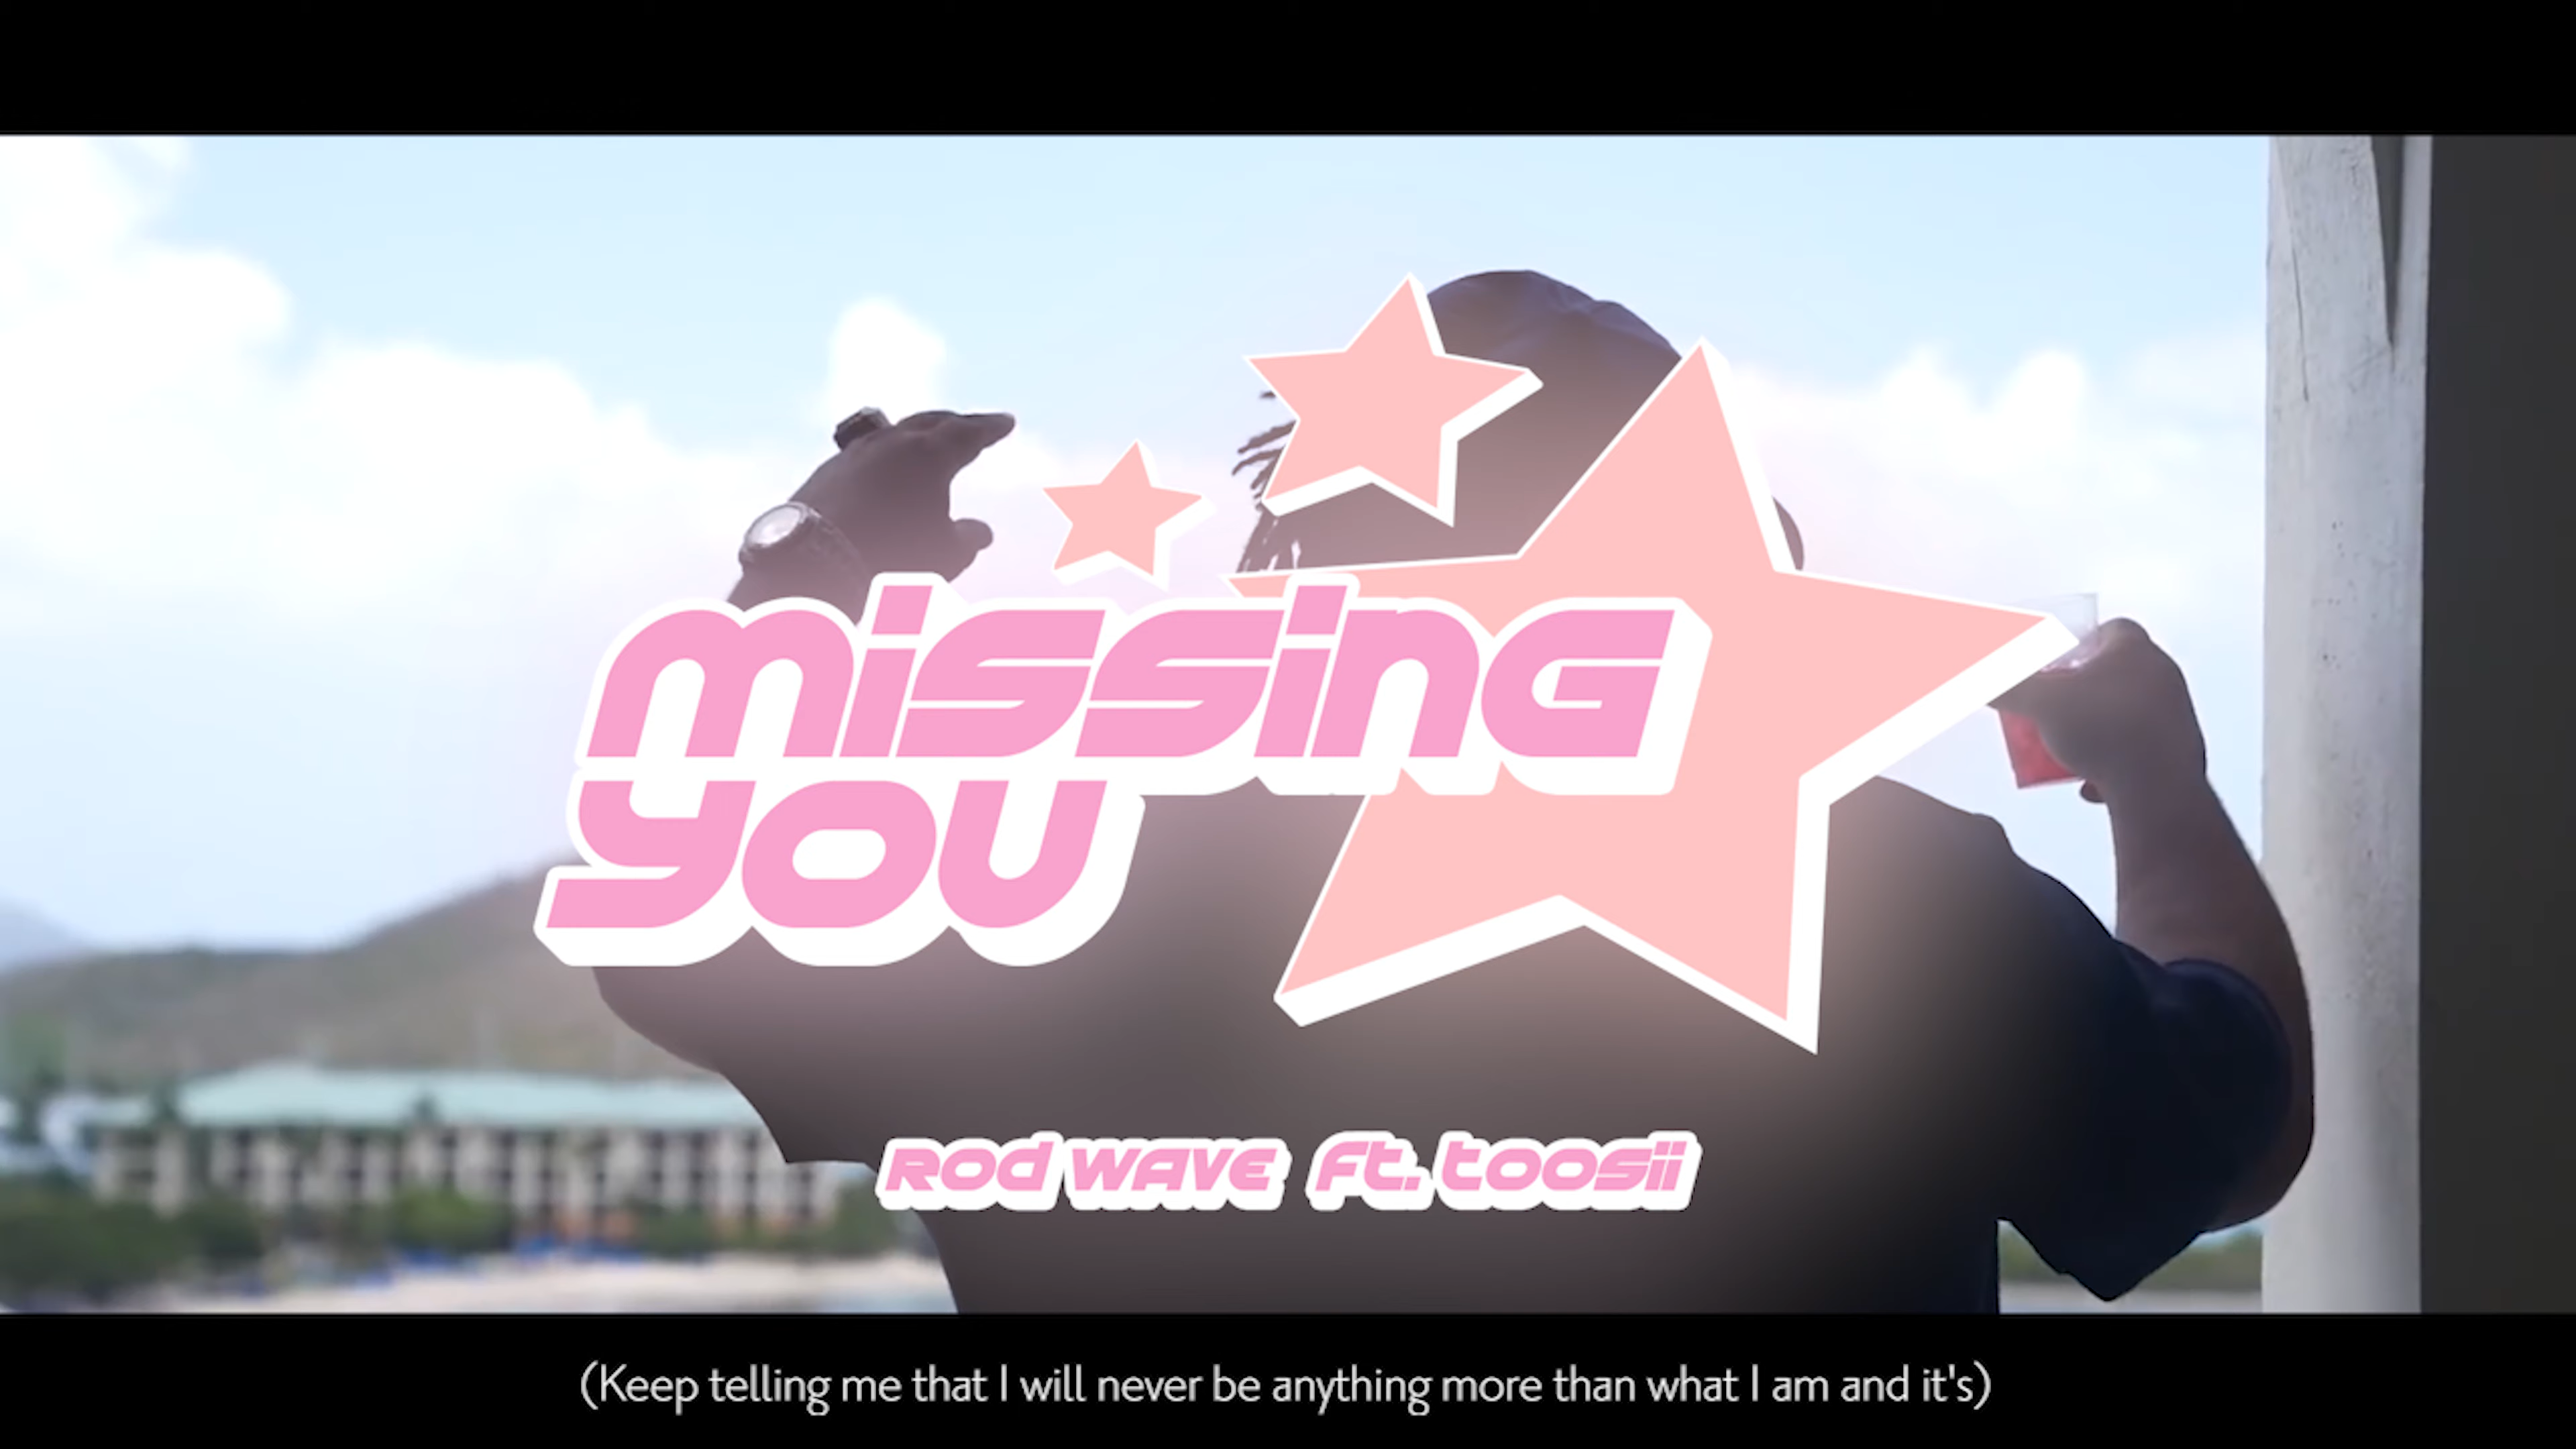 missing
you
Rod Wave ft. toosii
(Keep telling me that I will never be anything more than what I am and it's)